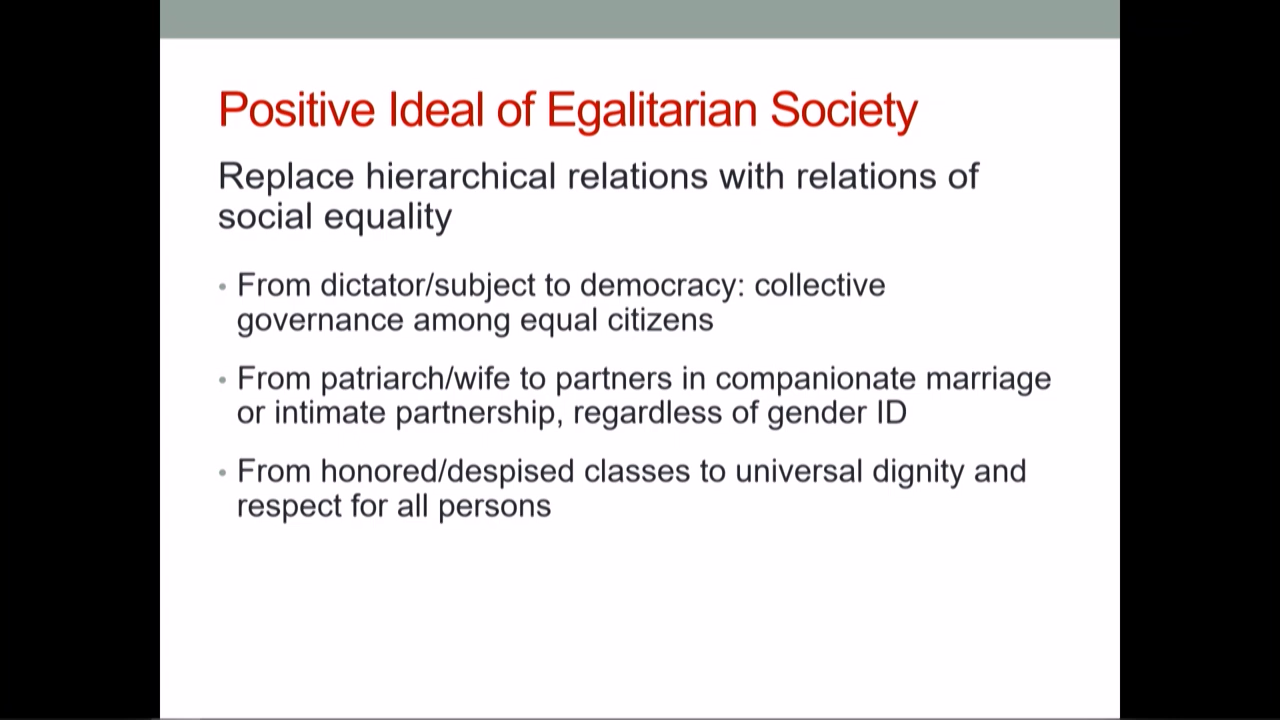 Positive Ideal of Egalitarian Society
Replace hierarchical relations with relations of
social equality
• From dictator/subject to democracy: collective
governance among equal citizens
• From patriarch/wife to partners in companionate marriage
or intimate partnership, regardless of gender ID
• From honored/despised classes to universal dignity and
respect for all persons